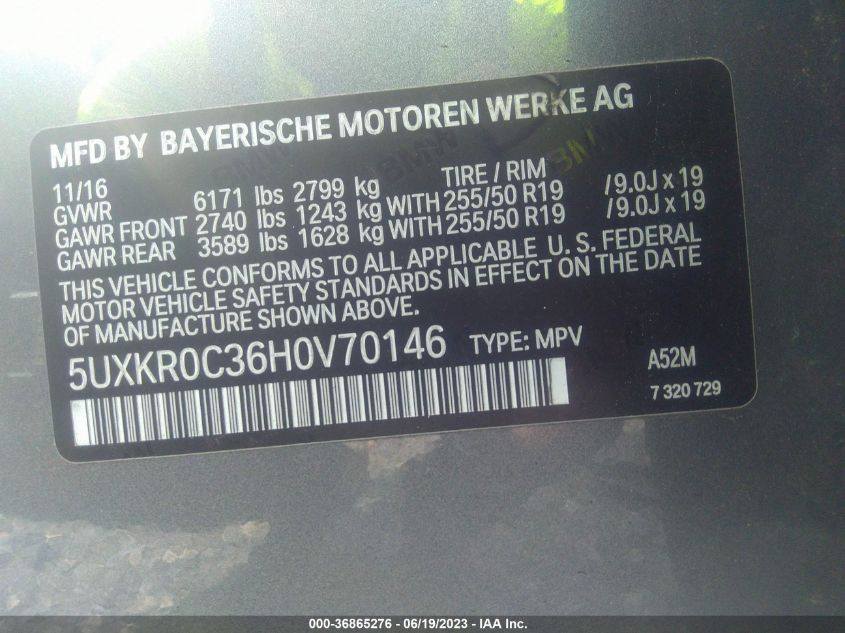 MFD BY BAYERISCHE MOTOREN WERKE AG
11/16 TIRE / RIM
GVWR 6171 lbs 2799 kg
GAWR FRONT 2740 lbs 1243 kg WITH 255/50 R19 /9.0J x 19
GAWR REAR 3589 lbs 1628 kg WITH 255/50 R19 /9.0J x 19
THIS VEHICLE CONFORMS TO ALL APPLICABLE U. S. FEDERAL
MOTOR VEHICLE SAFETY STANDARDS IN EFFECT ON THE DATE
OF MANUFACTURE SHOWN ABOVE.
5UXKR0C36H0V70146 TYPE: MPV
A52M
7 320 729
000-36865276 - 06/19/2023 - IAA Inc.